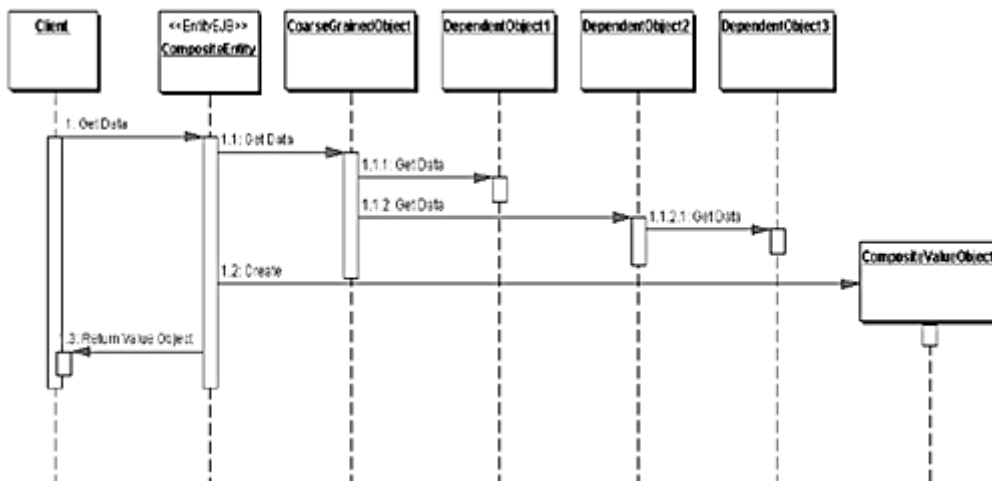 Client
<<EntityEJB>>
CompositeEntity
CoarseGrainedObject
DependentObject1
DependentObject2
DependentObject3
1: Get Data
1.1: Get Data
1.1.1: Get Data
1.1.2: Get Data
1.1.2.1: Get Data
CompositeValueObject
1.2: Create
.3: Return Value Object